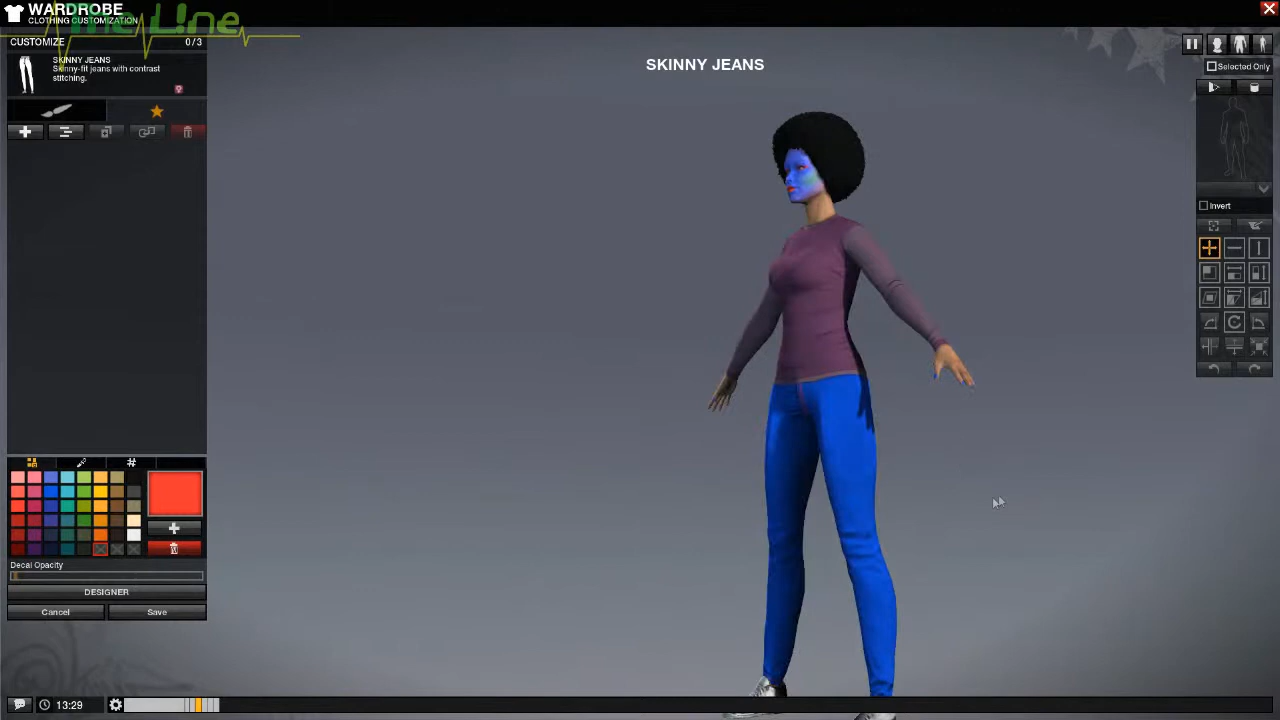 WARDROBE
CLOTHING CUSTOMIZATION
CUSTOMIZE 0/3
SKINNY JEANS
Skinny-fit jeans with contrast
stitching.
SKINNY JEANS
Selected Only
Invert
Decal Opacity
DESIGNER
Cancel Save
13:29